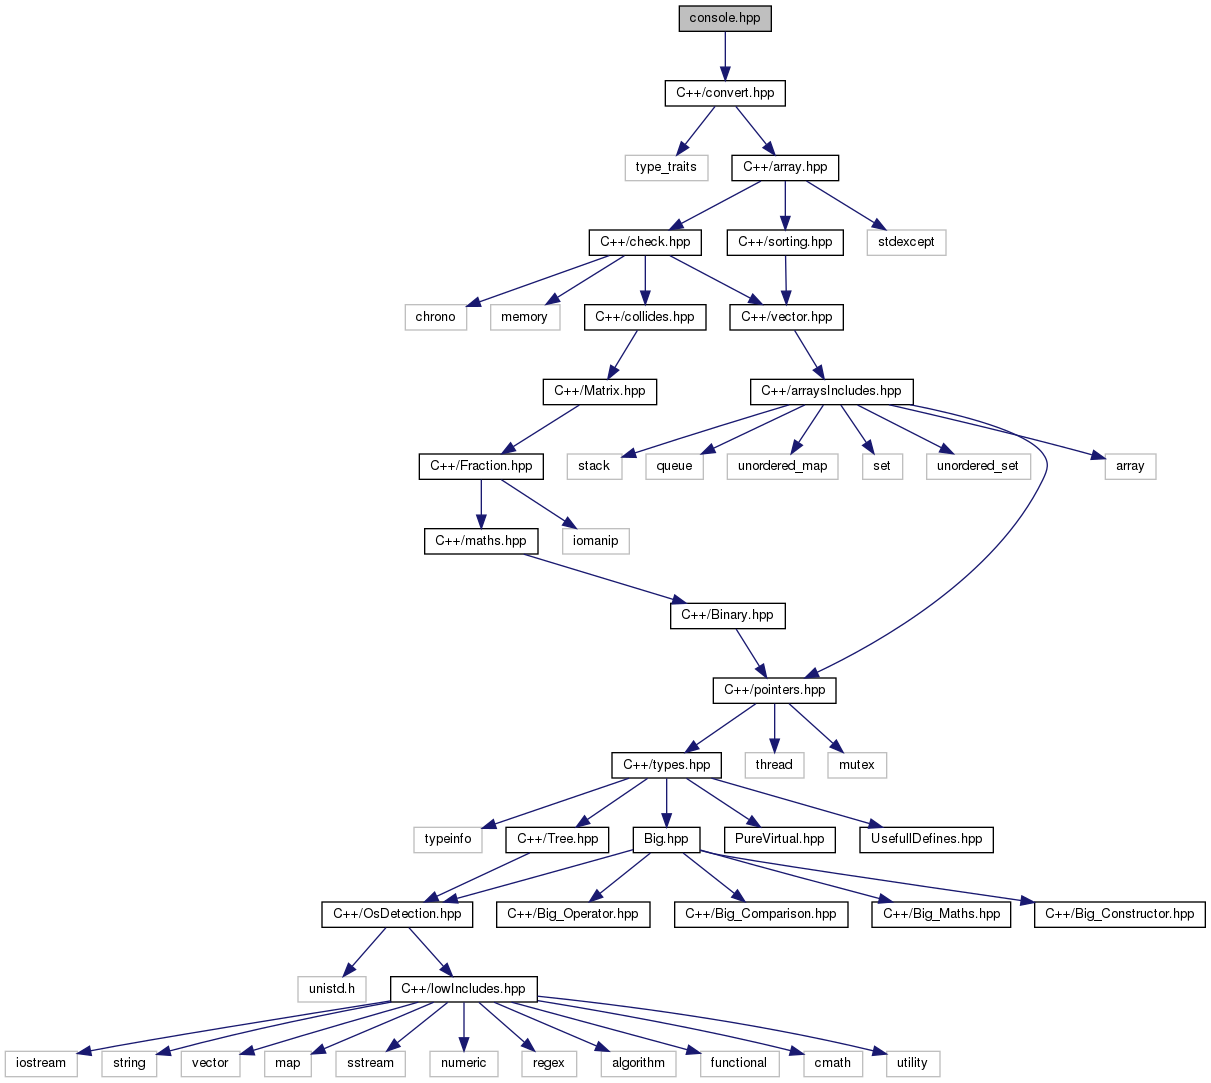 console.hpp
C++/convert.hpp
type_traits
C++/array.hpp
C++/check.hpp
C++/sorting.hpp
stdexcept
chrono
memory
C++/collides.hpp
C++/vector.hpp
C++/Matrix.hpp
C++/arraysIncludes.hpp
C++/Fraction.hpp
stack
queue
unordered_map
set
unordered_set
array
C++/maths.hpp
iomanip
C++/Binary.hpp
C++/pointers.hpp
C++/types.hpp
thread
mutex
typeinfo
C++/Tree.hpp
Big.hpp
PureVirtual.hpp
UsefullDefines.hpp
C++/OsDetection.hpp
C++/Big_Operator.hpp
C++/Big_Comparison.hpp
C++/Big_Maths.hpp
C++/Big_Constructor.hpp
unistd.h
C++/lowIncludes.hpp
iostream
string
vector
map
sstream
numeric
regex
algorithm
functional
cmath
utility